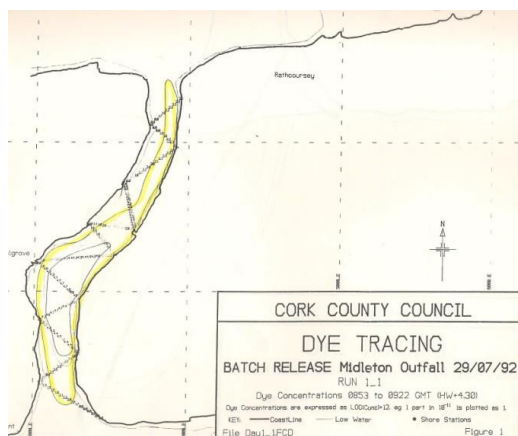 Rathcoursey
N
CORK COUNTY COUNCIL
DYE TRACING
BATCH RELEASE Midleton Outfall 29/07/92
RUN 1_1
Dye Concentrations 0853 to 0922 GMT (HW+4.30)
KEY: CoastLine Low Water Shore Stations
File Day1_1FCD Figure 1